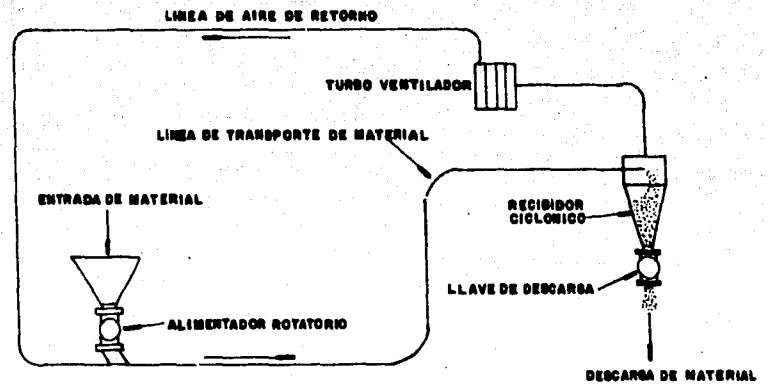 LINEA DE AIRE DE RETORNO
TURBO VENTILADOR
LINEA DE TRANSPORTE DE MATERIAL
ENTRADA DE MATERIAL
RECIBIDOR
CICLONICO
LLAVE DE DESCARGA
ALIMENTADOR ROTATORIO
DESCARGA DE MATERIAL